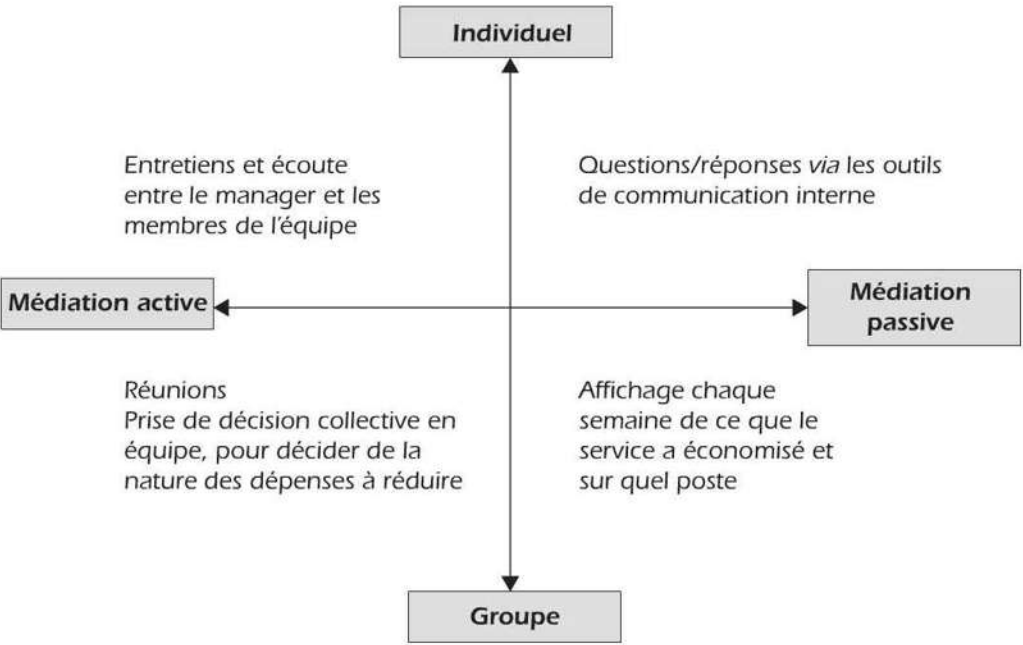 Individuel
Entretiens et écoute
entre le manager et les
membres de l'équipe
Questions/réponses via les outils
de communication interne
Médiation active
Médiation
passive
Réunions
Prise de décision collective en
équipe, pour décider de la
nature des dépenses à réduire
Affichage chaque
semaine de ce que le
service a économisé et
sur quel poste
Groupe